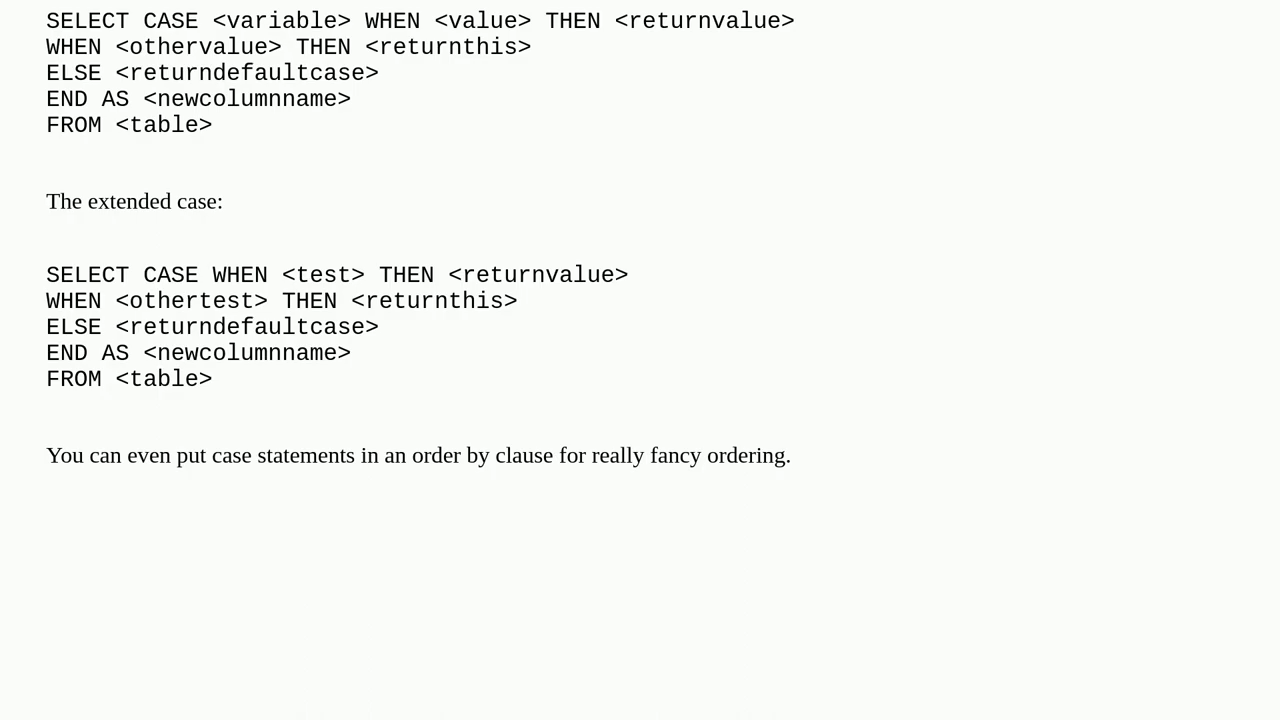 SELECT CASE <variable> WHEN <value> THEN <returnvalue>
WHEN <othervalue> THEN <returnthis>
ELSE <returndefaultcase>
END AS <newcolumnname>
FROM <table>
The extended case:
SELECT CASE WHEN <test> THEN <returnvalue>
WHEN <othertest> THEN <returnthis>
ELSE <returndefaultcase>
END AS <newcolumnname>
FROM <table>
You can even put case statements in an order by clause for really fancy ordering.